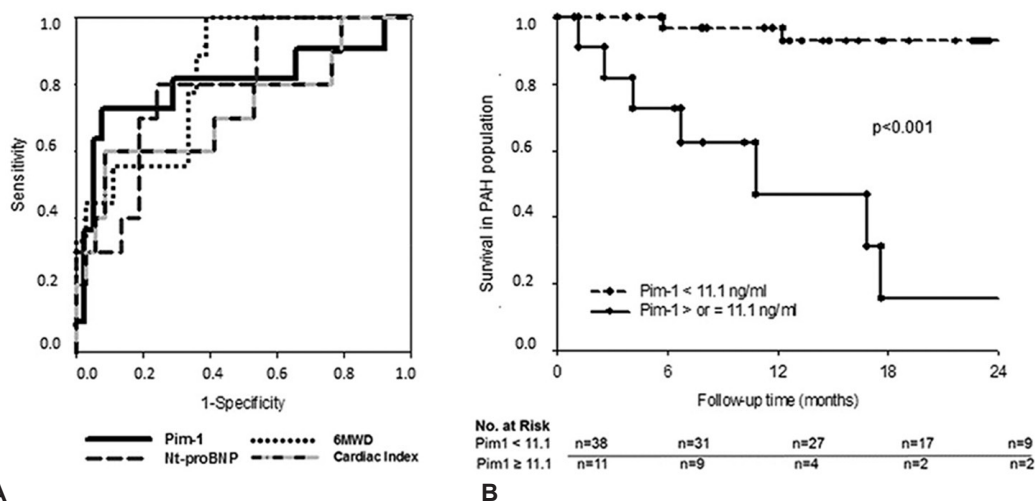 1.0
0.8
0.6
0.4
0.2
0.0
Sensitivity
0.0 0.2 0.4 0.6 0.8 1.0
1-Specificity
Pim-1
6MWD
Nt-proBNP
Cardiac Index
A
B
1.0
0.8
0.6
0.4
0.2
0.0
Survival in PAH population
p<0.001
Pim-1 < 11.1 ng/ml
Pim-1 > or = 11.1 ng/ml
0 6 12 18 24
Follow-up time (months)
No. at Risk
Pim1 < 11.1 n=38 n=31 n=27 n=17 n=9
Pim1 ≥ 11.1 n=11 n=9 n=4 n=2 n=2